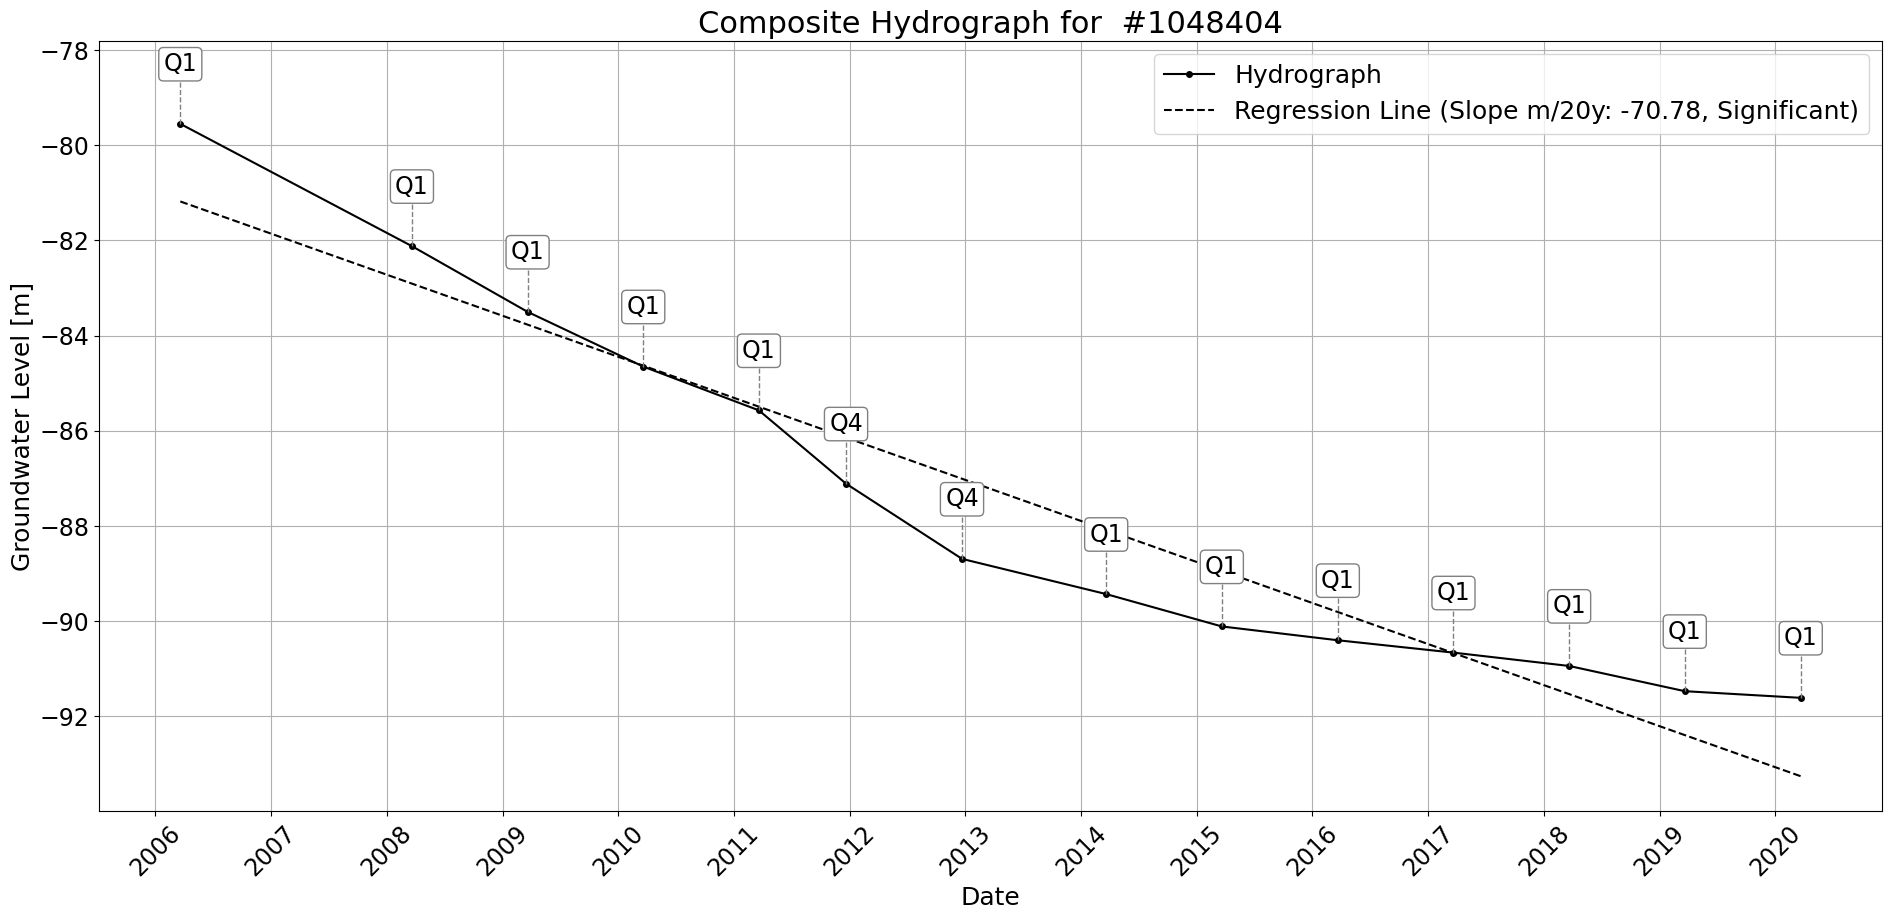 Composite Hydrograph for  #1048404
Hydrograph
Regression Line (Slope m/20y: -70.78, Significant)
Groundwater Level [m]
−78
−80
−82
−84
−86
−88
−90
−92
Q1
Q1
Q1
Q1
Q1
Q4
Q4
Q1
Q1
Q1
Q1
Q1
Q1
Q1
2006
2007
2008
2009
2010
2011
2012
2013
2014
2015
2016
2017
2018
2019
2020
Date